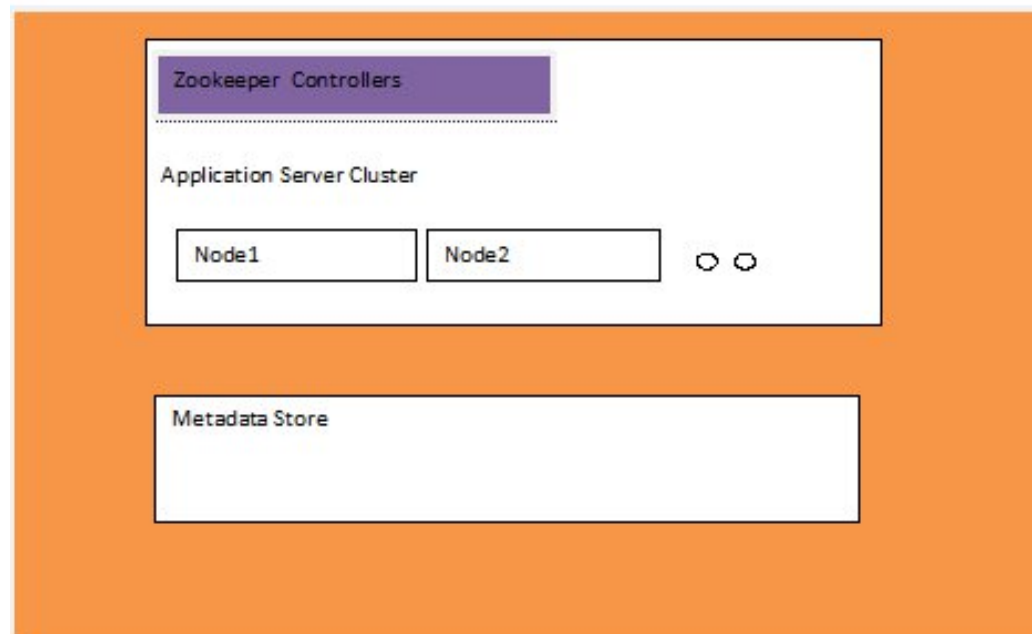 Zookeeper Controllers
Application Server Cluster
Node1
Node2
Metadata Store